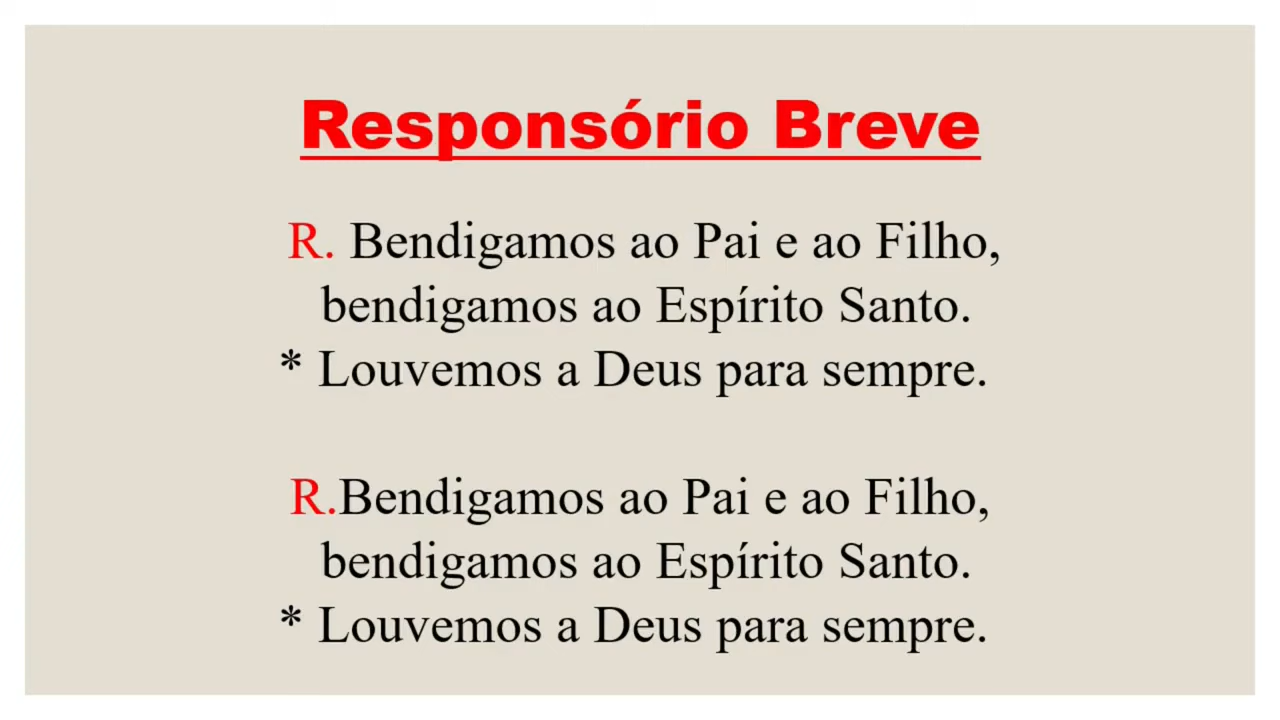 Responsório Breve
R. Bendigamos ao Pai e ao Filho,
bendigamos ao Espírito Santo.
* Louvemos a Deus para sempre.
R.Bendigamos ao Pai e ao Filho,
bendigamos ao Espírito Santo.
* Louvemos a Deus para sempre.